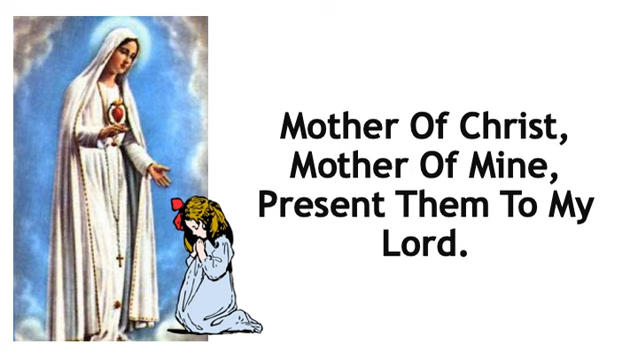 Mother Of Christ,
Mother Of Mine,
Present Them To My
Lord.